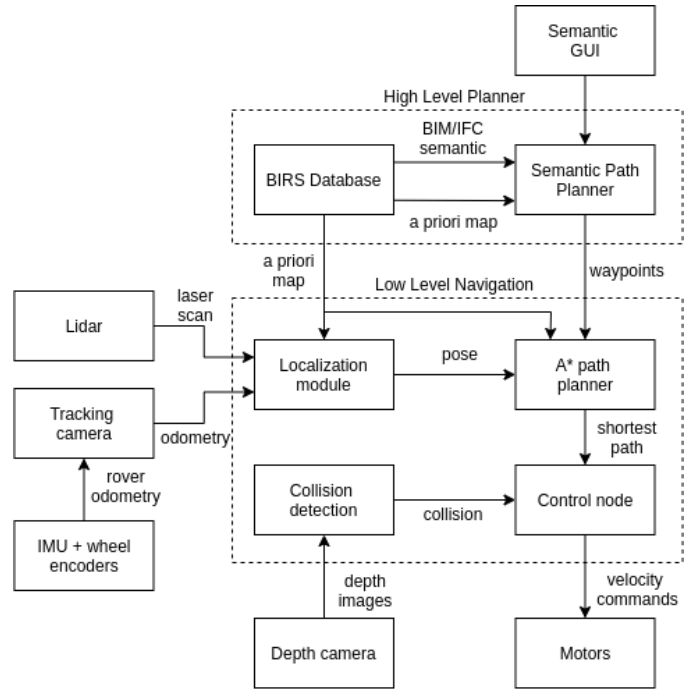 Semantic
GUI
High Level Planner
BIM/IFC
semantic
BIRS Database
Semantic Path
Planner
a priori map
a priori
map
waypoints
Low Level Navigation
laser
scan
Lidar
Localization
module
pose
A* path
planner
Tracking
camera
odometry
shortest
path
rover
odometry
Collision
detection
collision
Control node
IMU + wheel
encoders
depth
images
velocity
commands
Depth camera
Motors